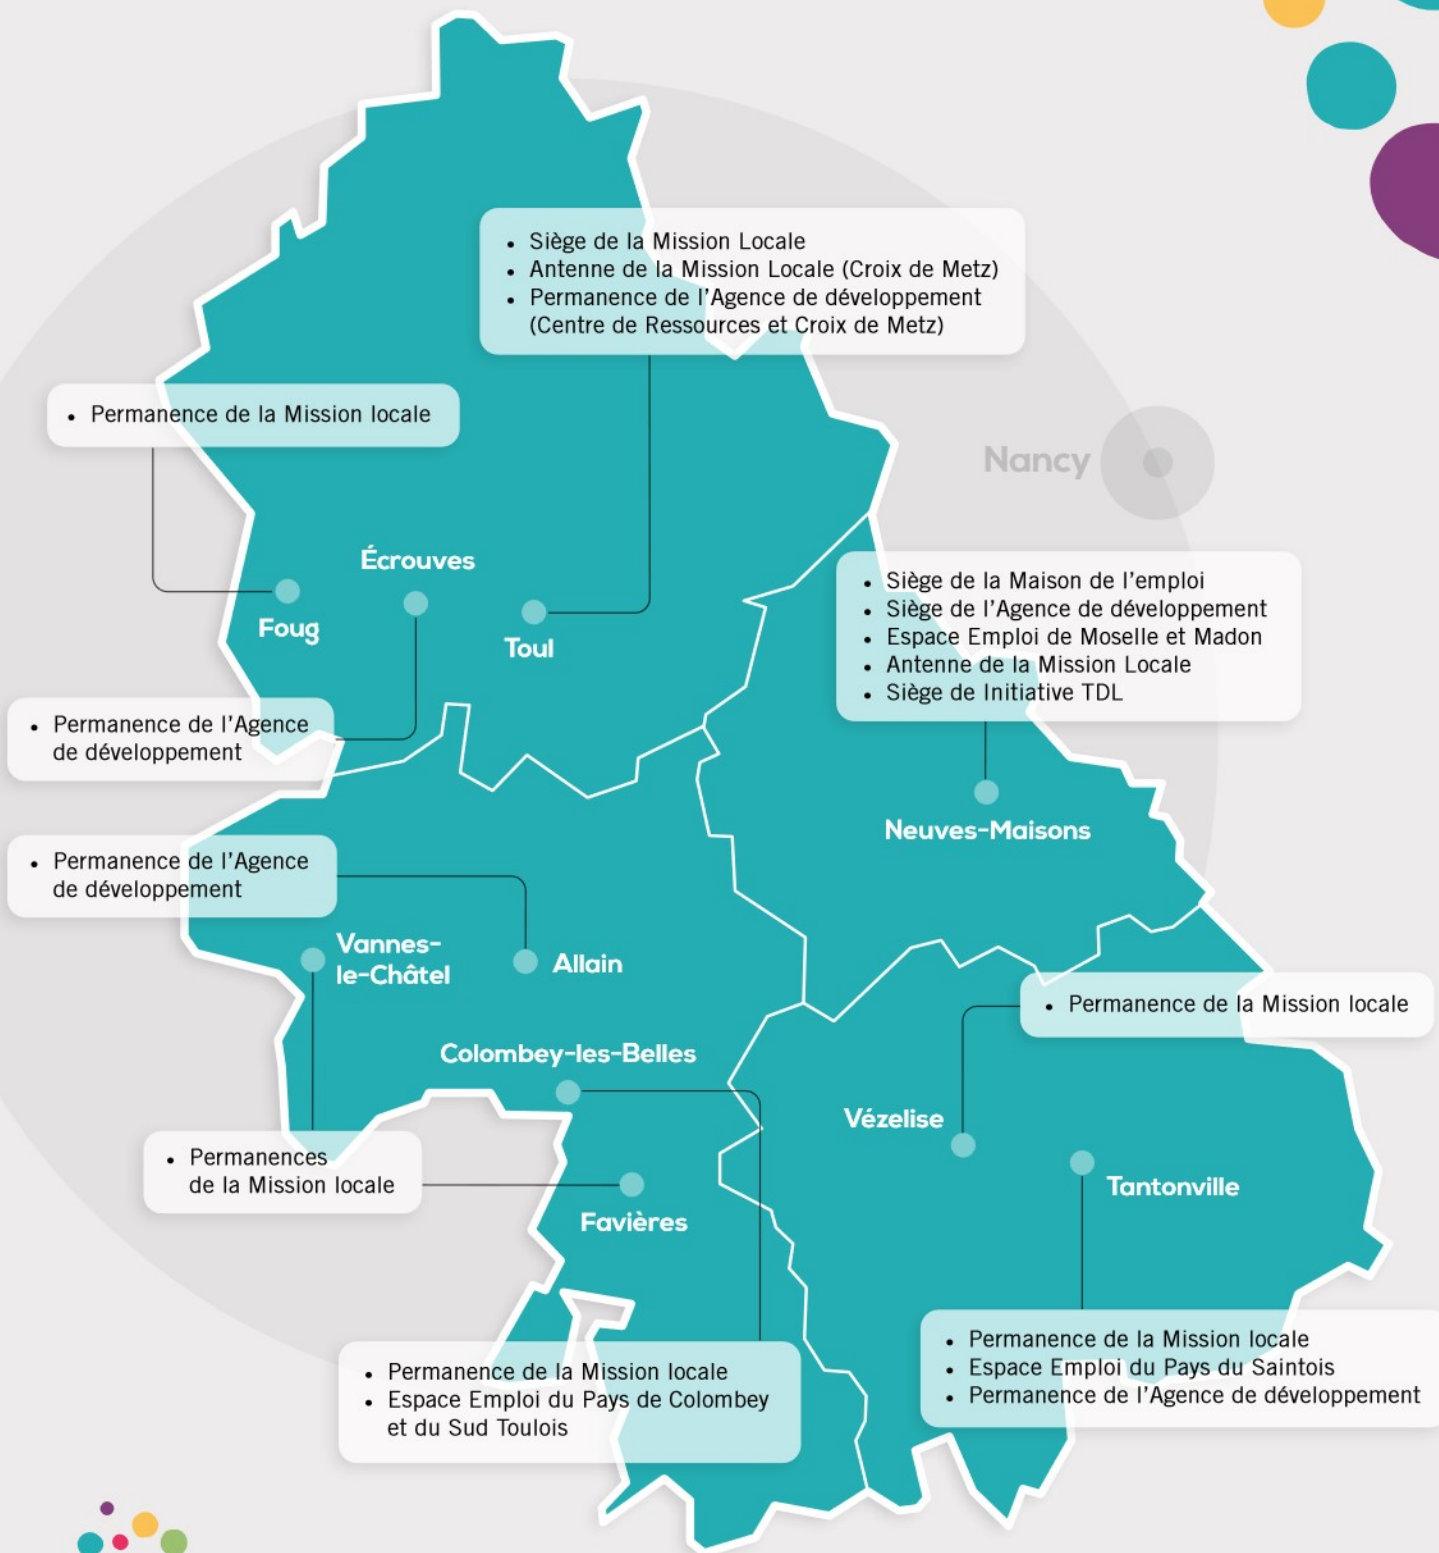 • Siège de la Mission Locale
• Antenne de la Mission Locale (Croix de Metz)
• Permanence de l'Agence de développement
(Centre de Ressources et Croix de Metz)
• Permanence de la Mission locale
Nancy
Écrouves
Foug
Toul
• Siège de la Maison de l'emploi
• Siège de l'Agence de développement
• Espace Emploi de Moselle et Madon
• Antenne de la Mission Locale
• Siège de Initiative TDL
• Permanence de l'Agence
de développement
Neuves-Maisons
• Permanence de l'Agence
de développement
Vannes-
le-Châtel
Allain
• Permanence de la Mission locale
Colombey-les-Belles
Vézelise
• Permanences
de la Mission locale
Tantonville
Favières
• Permanence de la Mission locale
• Espace Emploi du Pays de Colombey
et du Sud Toulois
• Permanence de la Mission locale
• Espace Emploi du Pays du Saintois
• Permanence de l'Agence de développement